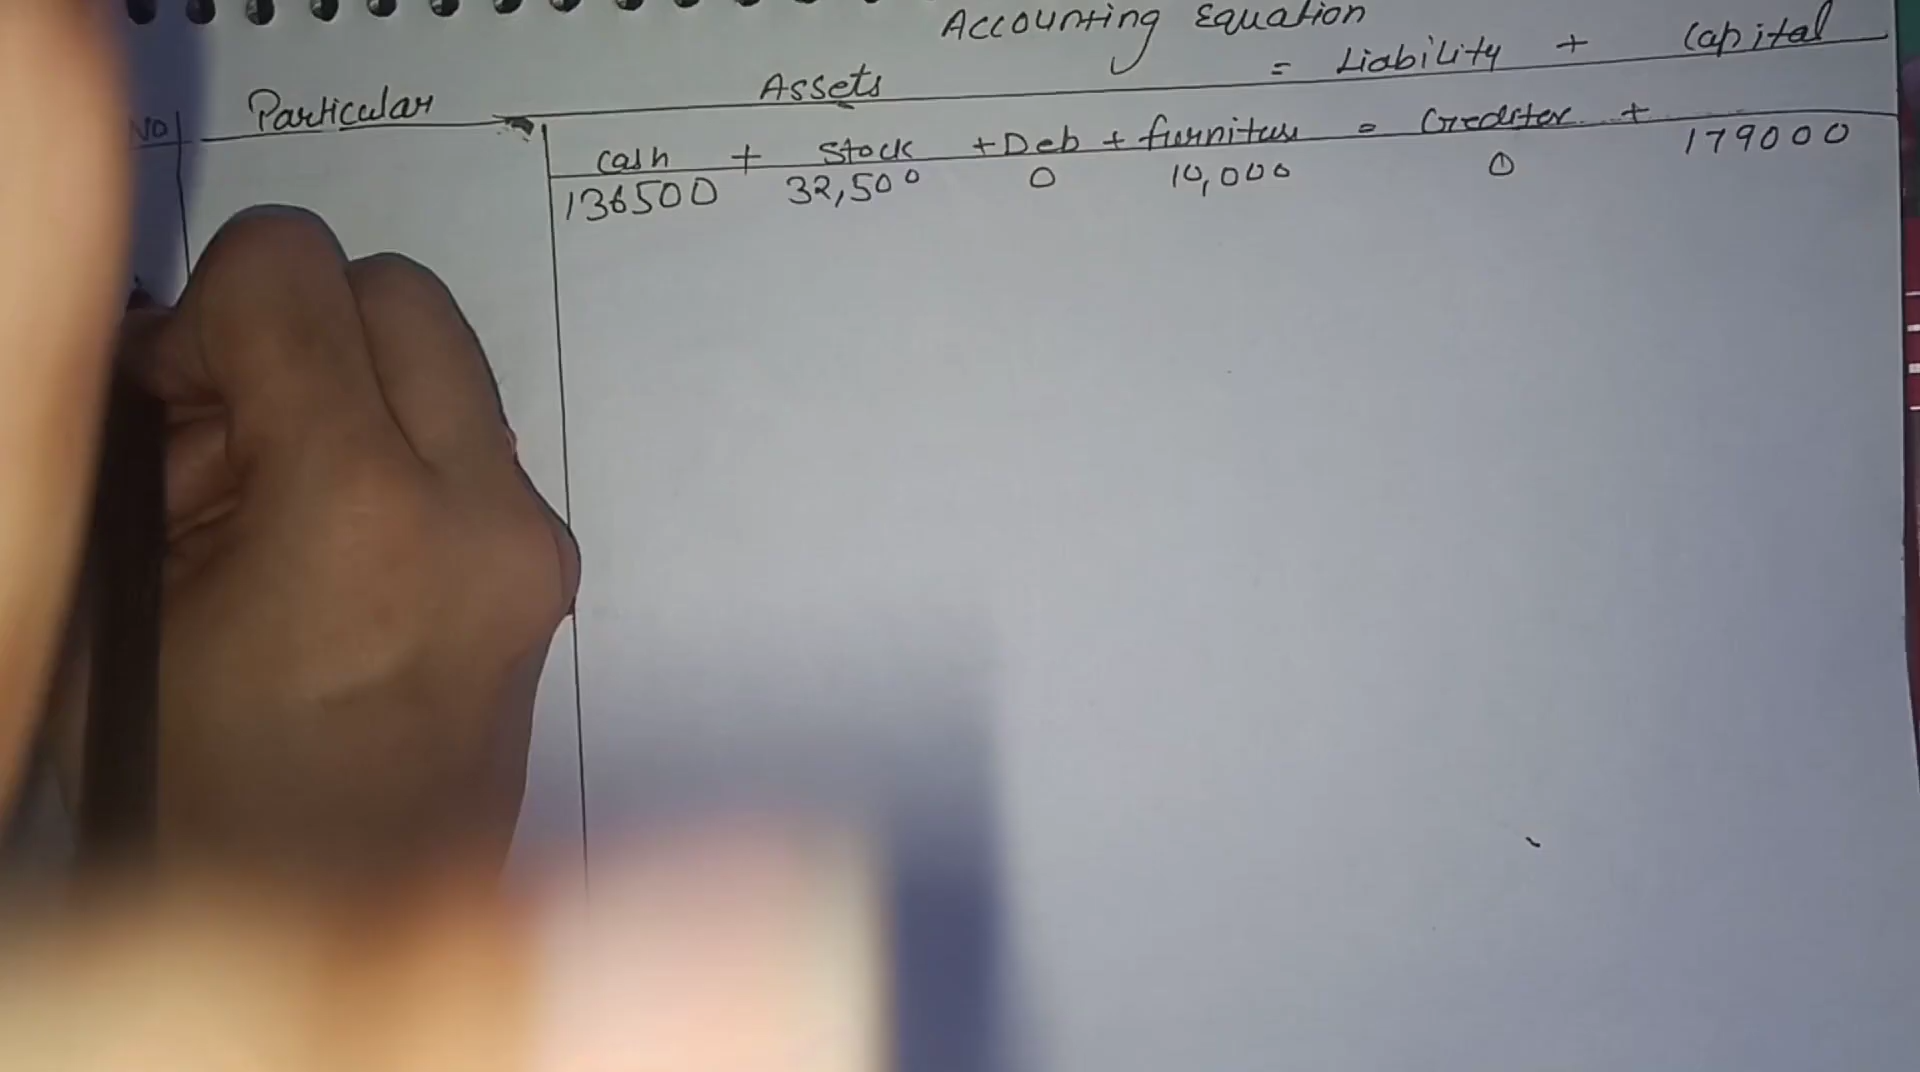 Accounting Equation
NO Particular Assets = Liability + Capital
Cash + Stock + Deb + furniture = Crediter +
136500 32,500 0 10,000 0 179000